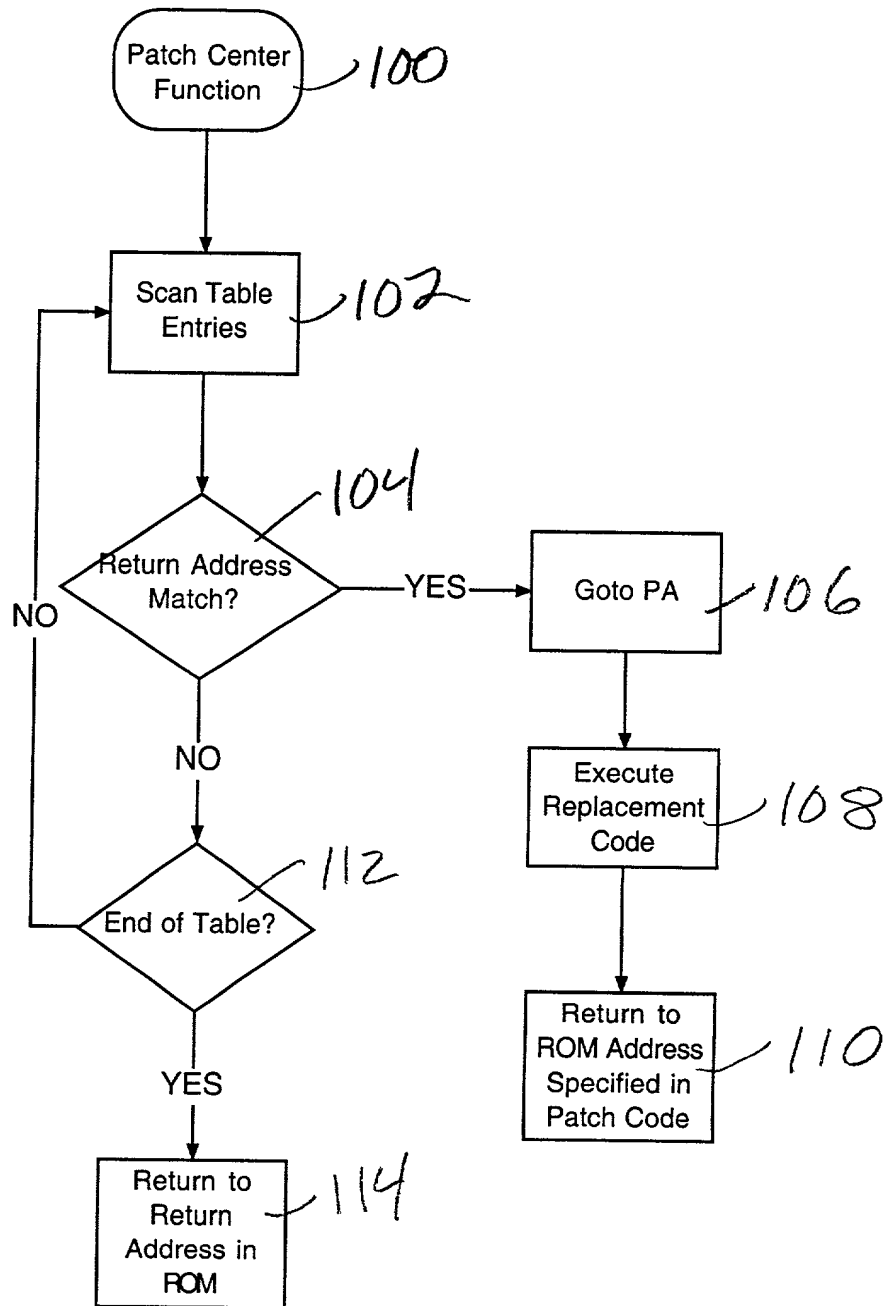 Patch Center
Function
100
Scan Table
Entries
102
104
Return Address
Match?
YES
Goto PA
106
NO
NO
Execute
Replacement
Code
108
112
End of Table?
YES
Return to
ROM Address
Specified in
Patch Code
110
Return to
Return
Address in
ROM
114